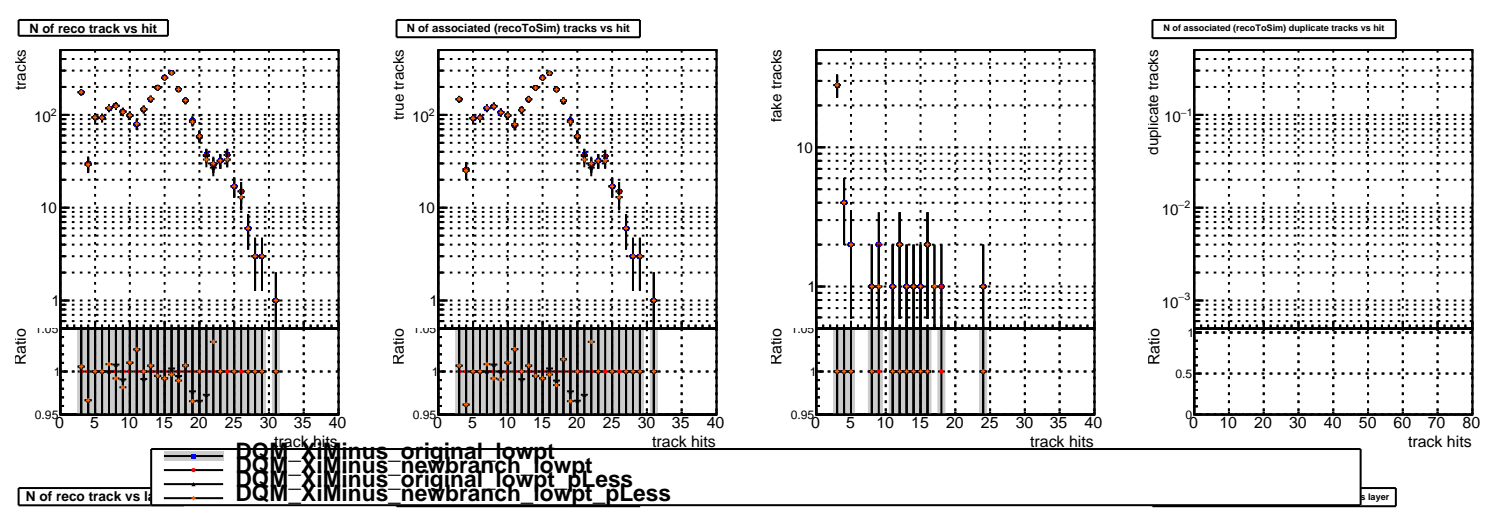 N of reco track vs hit
N of associated (recoToSim) tracks vs hit
N of associated (recoToSim) duplicate tracks vs hit
tracks
10²
10
1
Ratio
1.05
1
0.95
0 5 10 15 20 25 30 35 40
track hits
true tracks
10²
10
1
Ratio
1.05
1
0.95
0 5 10 15 20 25 30 35 40
track hits
fake tracks
10
1
Ratio
1.05
1
0.95
0 5 10 15 20 25 30 35 40
track hits
duplicate tracks
10⁻¹
10⁻²
10⁻³
Ratio
1
0.5
0
0 10 20 30 40 50 60 70 80
track hits
DQM_XiMinus_original_lowpt
DQM_XiMinus_newbranch_lowpt
DQM_XiMinus_original_lowpt_pLess
DQM_XiMinus_newbranch_lowpt_pLess
N of reco track vs
layer